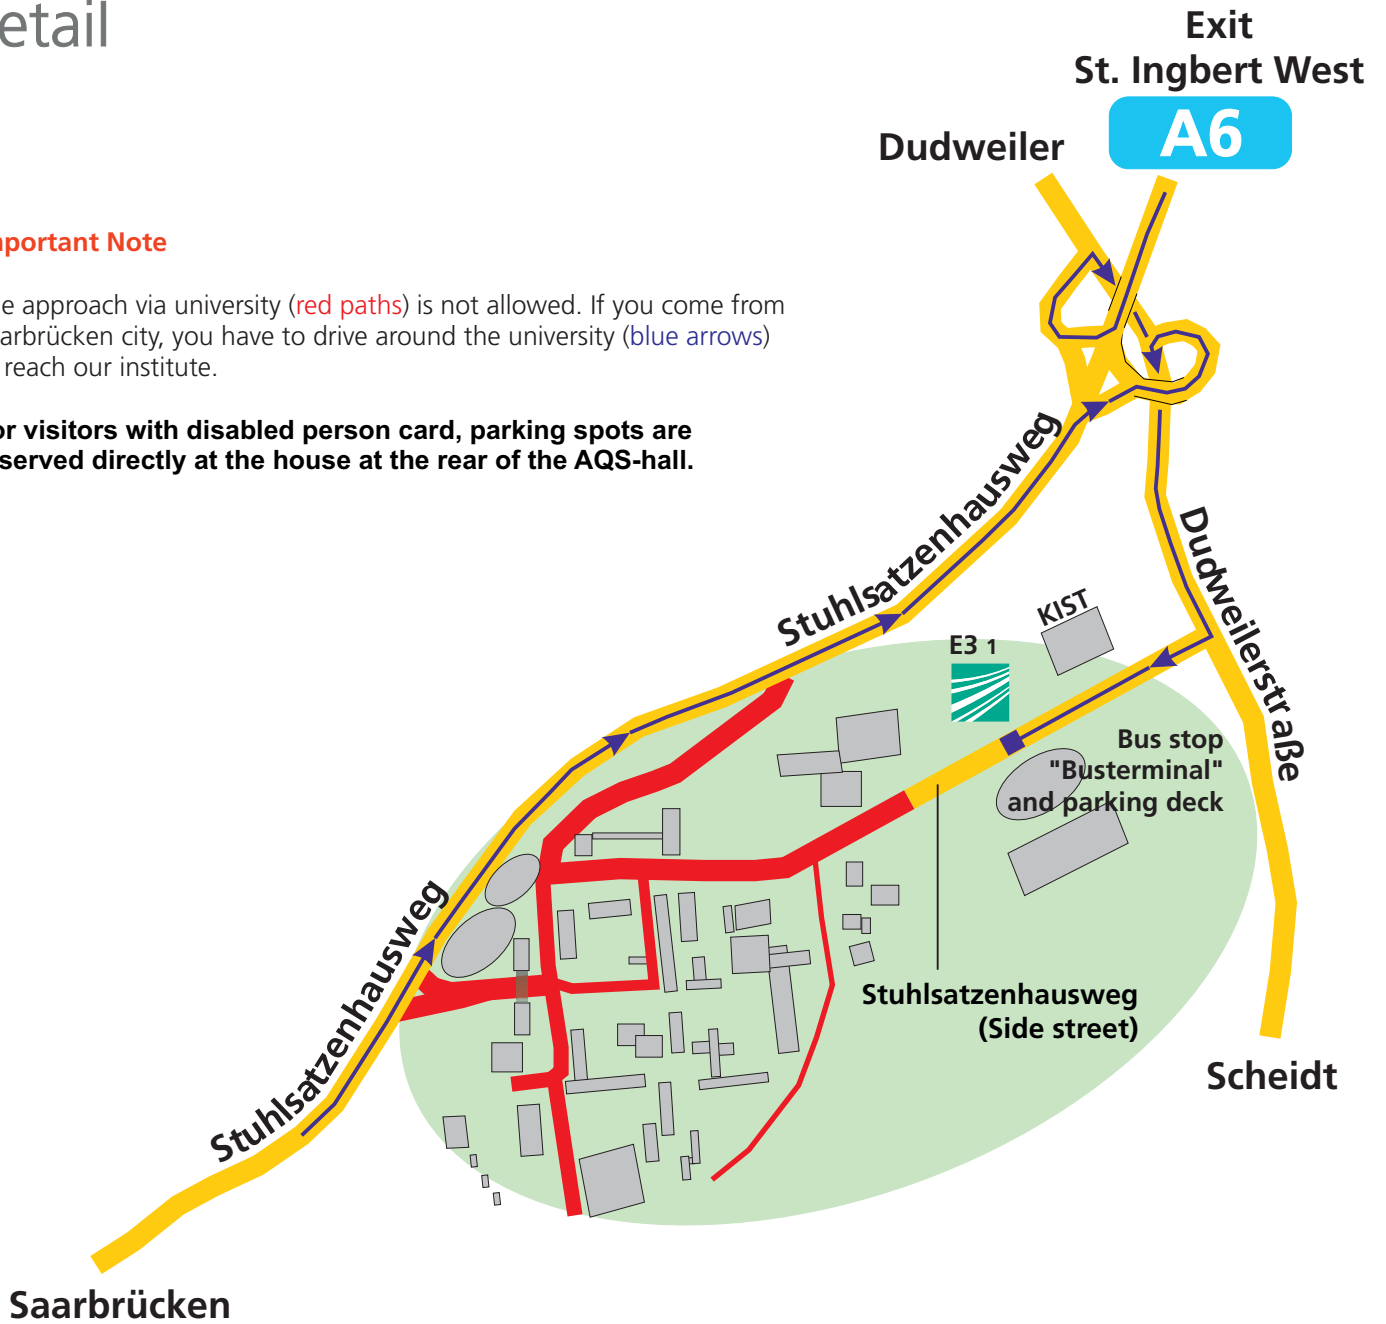 etail
Exit
St. Ingbert West
A6
Dudweiler
mportant Note
e approach via university (red paths) is not allowed. If you come from
arbrücken city, you have to drive around the university (blue arrows)
reach our institute.
or visitors with disabled person card, parking spots are
served directly at the house at the rear of the AQS-hall.
Stuhlsatzenhausweg
Dudweilerstraße
KIST
E3 1
Bus stop
"Busterminal"
and parking deck
Stuhlsatzenhausweg
Stuhlsatzenhausweg
(Side street)
Scheidt
Saarbrücken